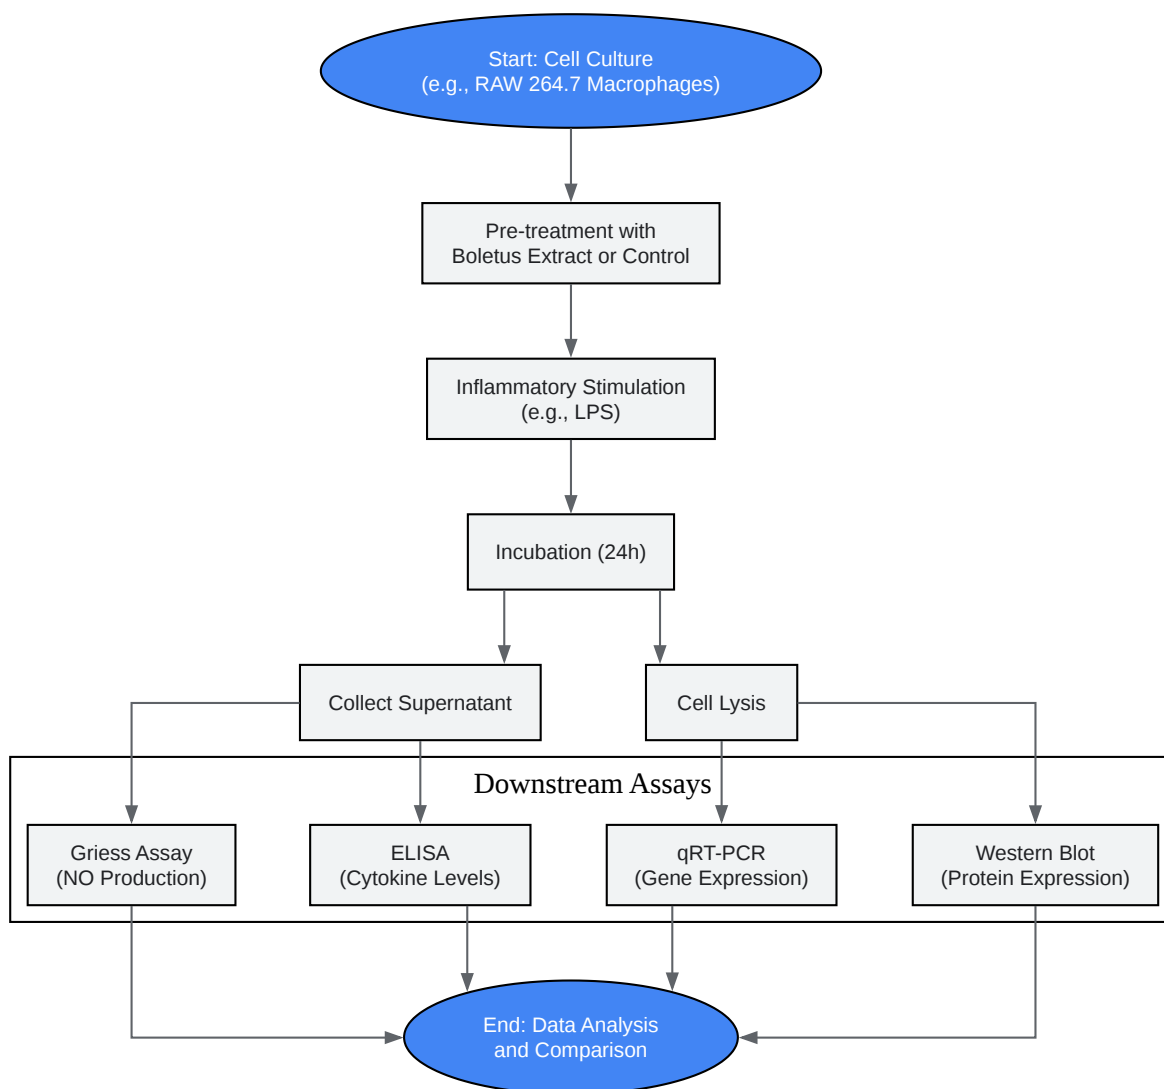 Start: Cell Culture
(e.g., RAW 264.7 Macrophages)
Pre-treatment with
Boletus Extract or Control
Inflammatory Stimulation
(e.g., LPS)
Incubation (24h)
Collect Supernatant
Cell Lysis
Downstream Assays
Griess Assay
(NO Production)
ELISA
(Cytokine Levels)
qRT-PCR
(Gene Expression)
Western Blot
(Protein Expression)
End: Data Analysis
and Comparison